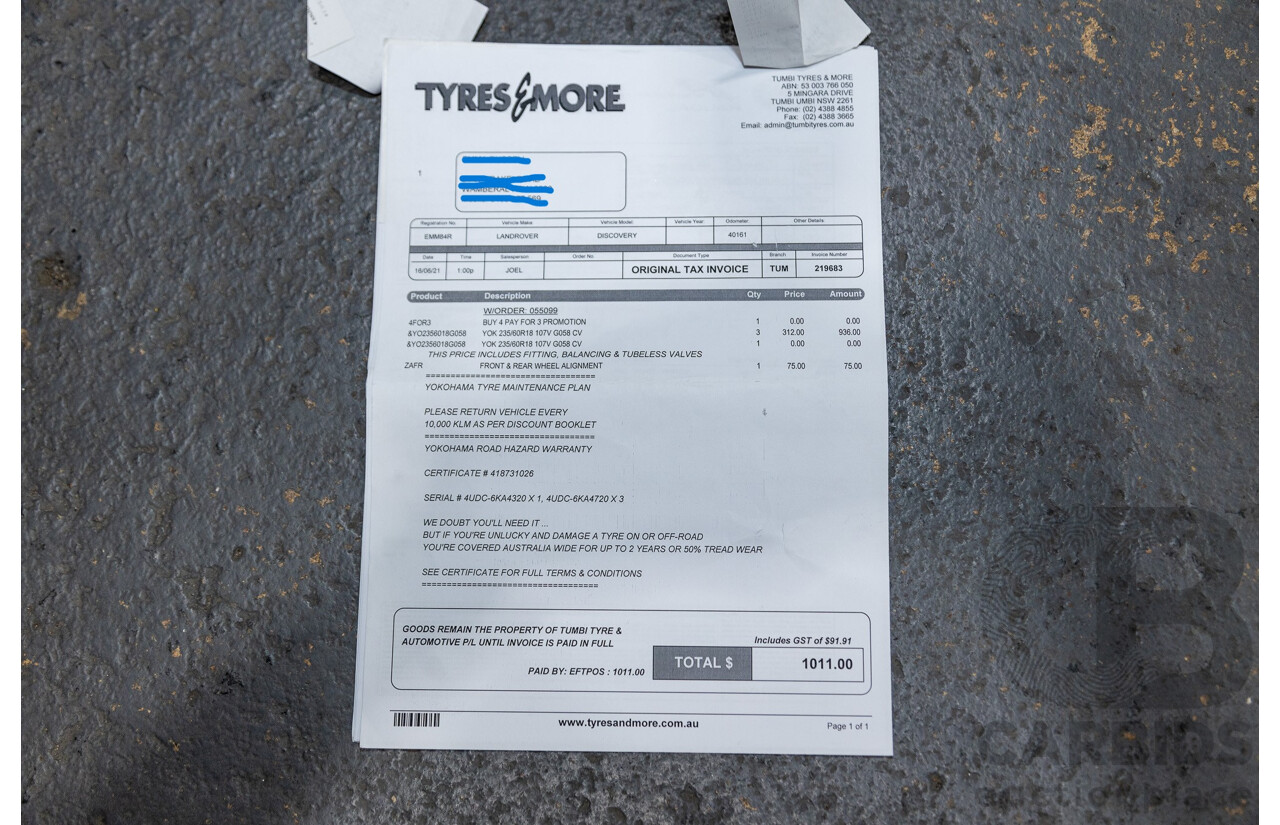 TYRES & MORE
TUMBI TYRES & MORE
ABN: 53 003 766 050
5 MINGARA DRIVE
TUMBI UMBI NSW 2261
Phone: (02) 4388 4855
Fax: (02) 4388 3665
Email: admin@tumbityres.com.au
1
Registration No. Vehicle Make: Vehicle Model: Vehicle Year: Odometer: Other Details:
EMM84R LANDROVER DISCOVERY 40161
Date Time Salesperson Order No Document Type Branch Invoice Number
16/06/21 1:00p JOEL ORIGINAL TAX INVOICE TUM 219683
Product Description Qty Price Amount
W/ORDER: 055099
4FOR3 BUY 4 PAY FOR 3 PROMOTION 1 0.00 0.00
&YO2356018G058 YOK 235/60R18 107V G058 CV 3 312.00 936.00
&YO2356018G058 YOK 235/60R18 107V G058 CV 1 0.00 0.00
THIS PRICE INCLUDES FITTING, BALANCING & TUBELESS VALVES
ZAFR FRONT & REAR WHEEL ALIGNMENT 1 75.00 75.00
==================================
YOKOHAMA TYRE MAINTENANCE PLAN
PLEASE RETURN VEHICLE EVERY
10,000 KLM AS PER DISCOUNT BOOKLET
==================================
YOKOHAMA ROAD HAZARD WARRANTY
CERTIFICATE # 418731026
SERIAL # 4UDC-6KA4320 X 1, 4UDC-6KA4720 X 3
WE DOUBT YOU'LL NEED IT ...
BUT IF YOU'RE UNLUCKY AND DAMAGE A TYRE ON OR OFF-ROAD
YOU'RE COVERED AUSTRALIA WIDE FOR UP TO 2 YEARS OR 50% TREAD WEAR
SEE CERTIFICATE FOR FULL TERMS & CONDITIONS
==================================
GOODS REMAIN THE PROPERTY OF TUMBI TYRE &
AUTOMOTIVE P/L UNTIL INVOICE IS PAID IN FULL
Includes GST of $91.91
PAID BY: EFTPOS : 1011.00
TOTAL $ 1011.00
www.tyresandmore.com.au
Page 1 of 1
CARBIDS
auctionplace